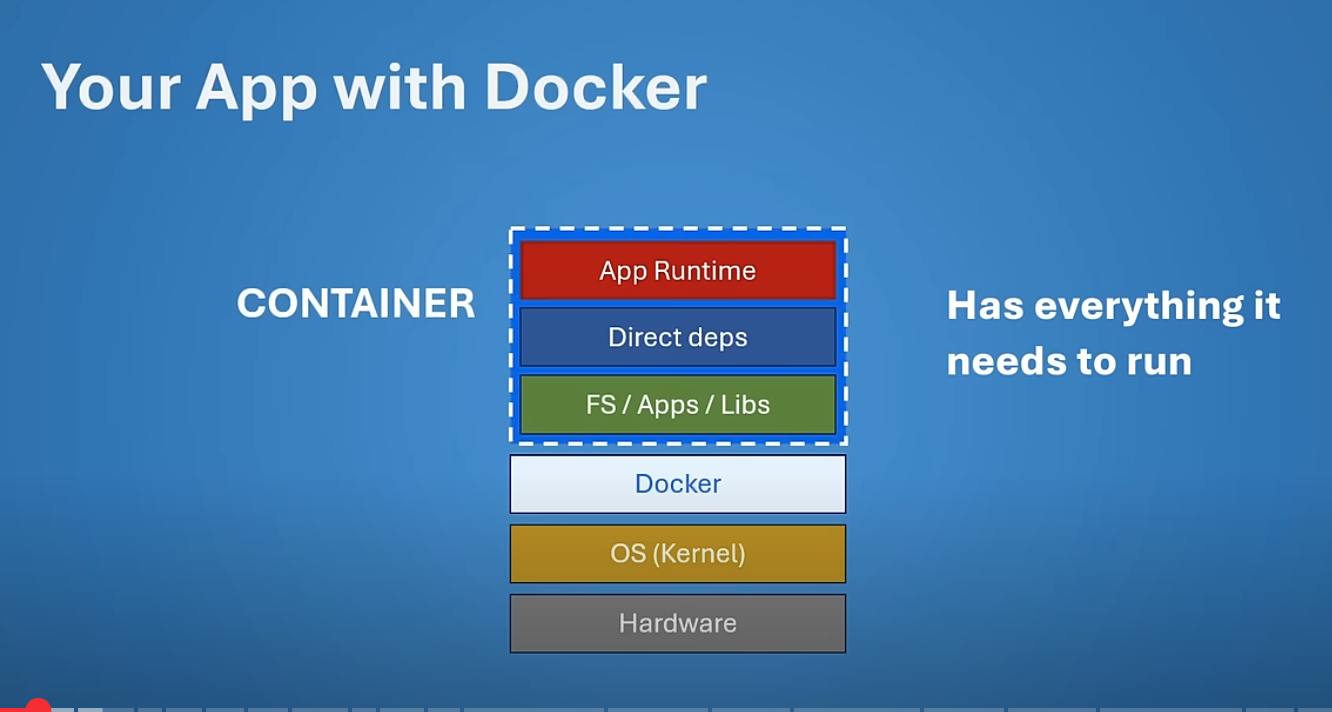 Your App with Docker
CONTAINER
App Runtime
Direct deps
FS / Apps / Libs
Docker
OS (Kernel)
Hardware
Has everything it
needs to run